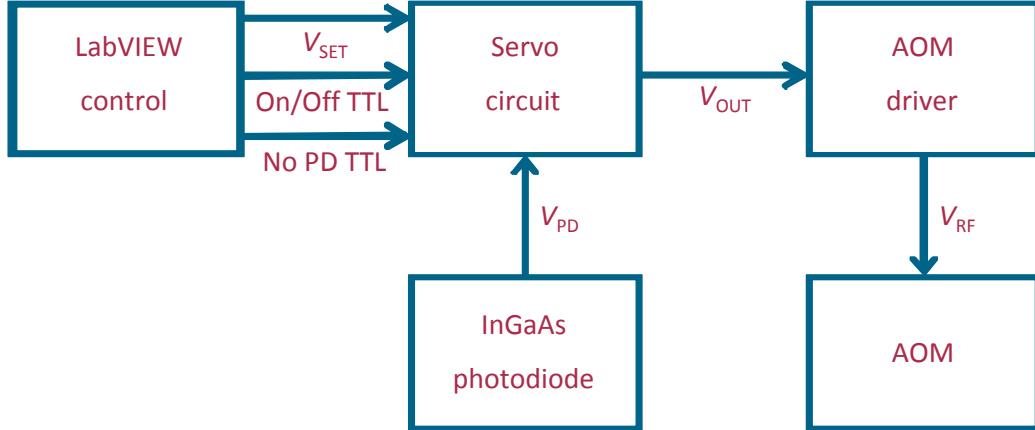 LabVIEW
control
V_SET
On/Off TTL
No PD TTL
Servo
circuit
V_OUT
AOM
driver
V_PD
V_RF
InGaAs
photodiode
AOM